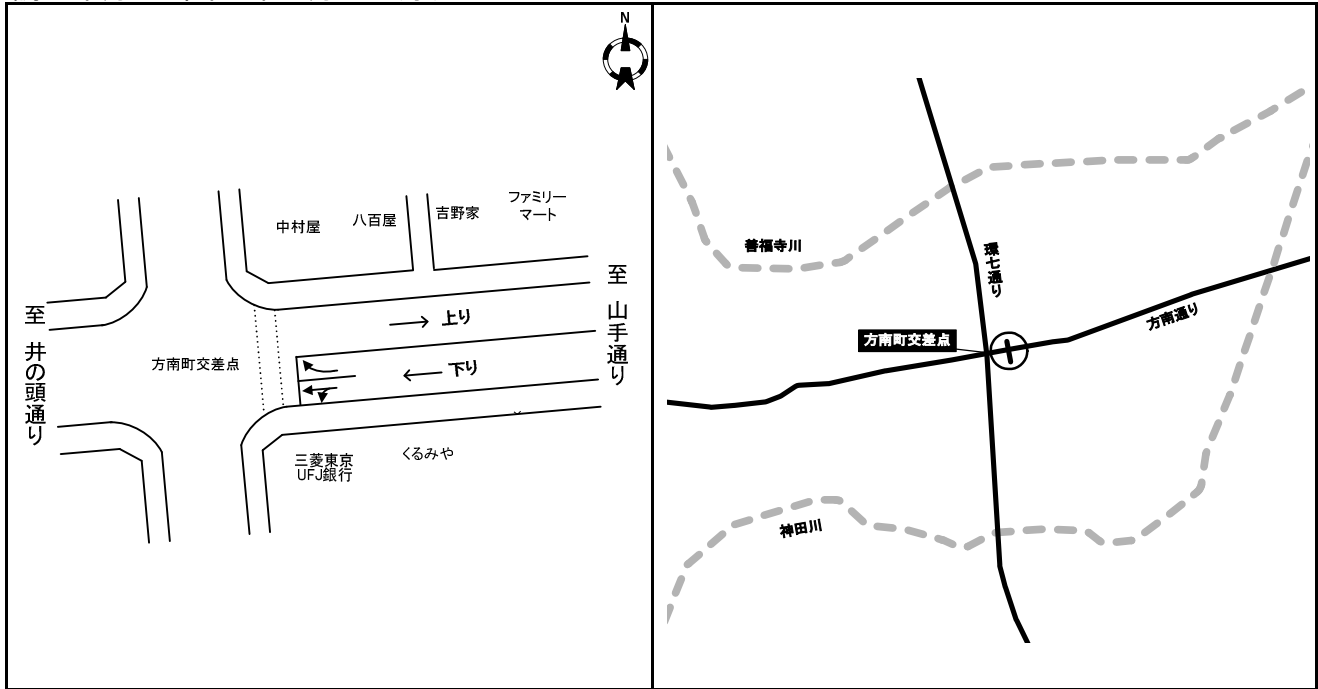 N
ファミリー
マート
中村屋
八百屋
吉野家
至 山手通り
上り
至 井の頭通り
方南町交差点
下り
三菱東京
UFJ銀行
くるみや
善福寺川
環七通り
方南通り
方南町交差点
神田川